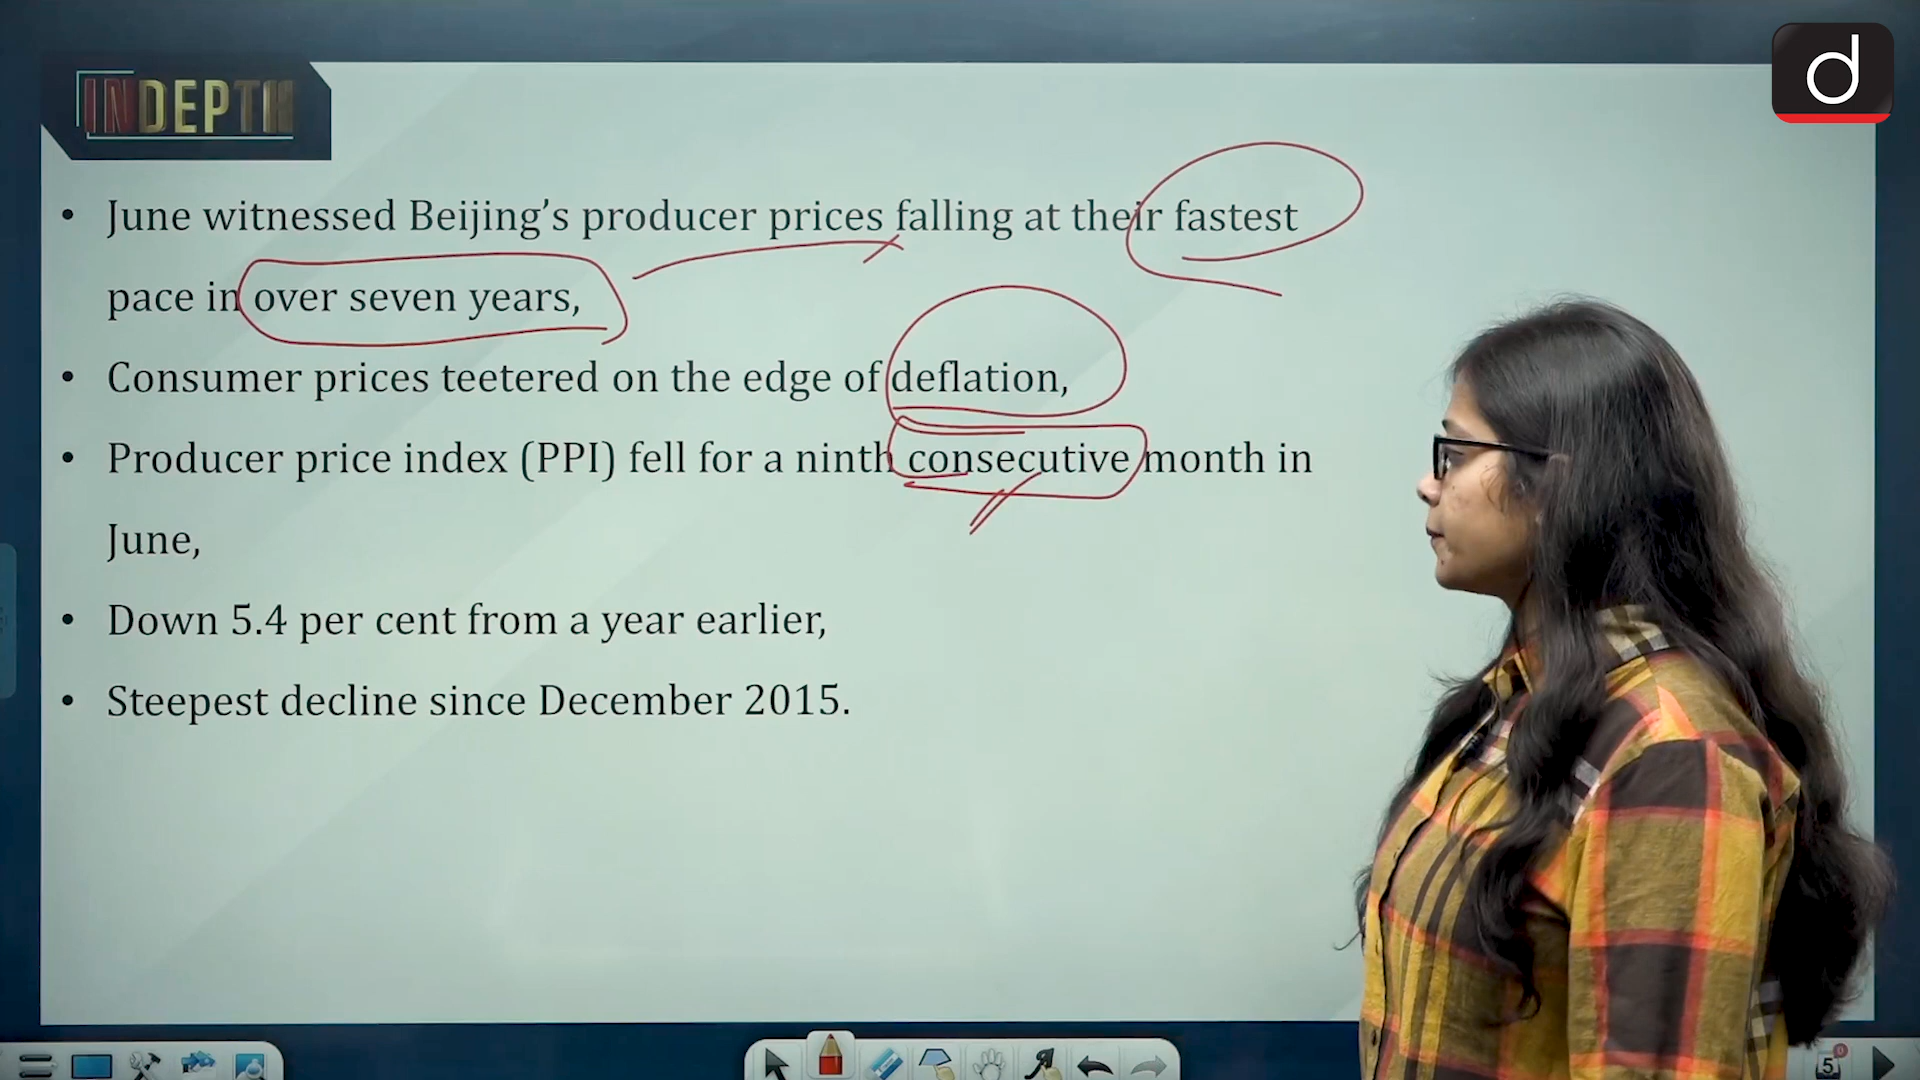 INDEPTH
d
• June witnessed Beijing’s producer prices falling at their fastest
pace in over seven years,
• Consumer prices teetered on the edge of deflation,
• Producer price index (PPI) fell for a ninth consecutive month in
June,
• Down 5.4 per cent from a year earlier,
• Steepest decline since December 2015.
5
0